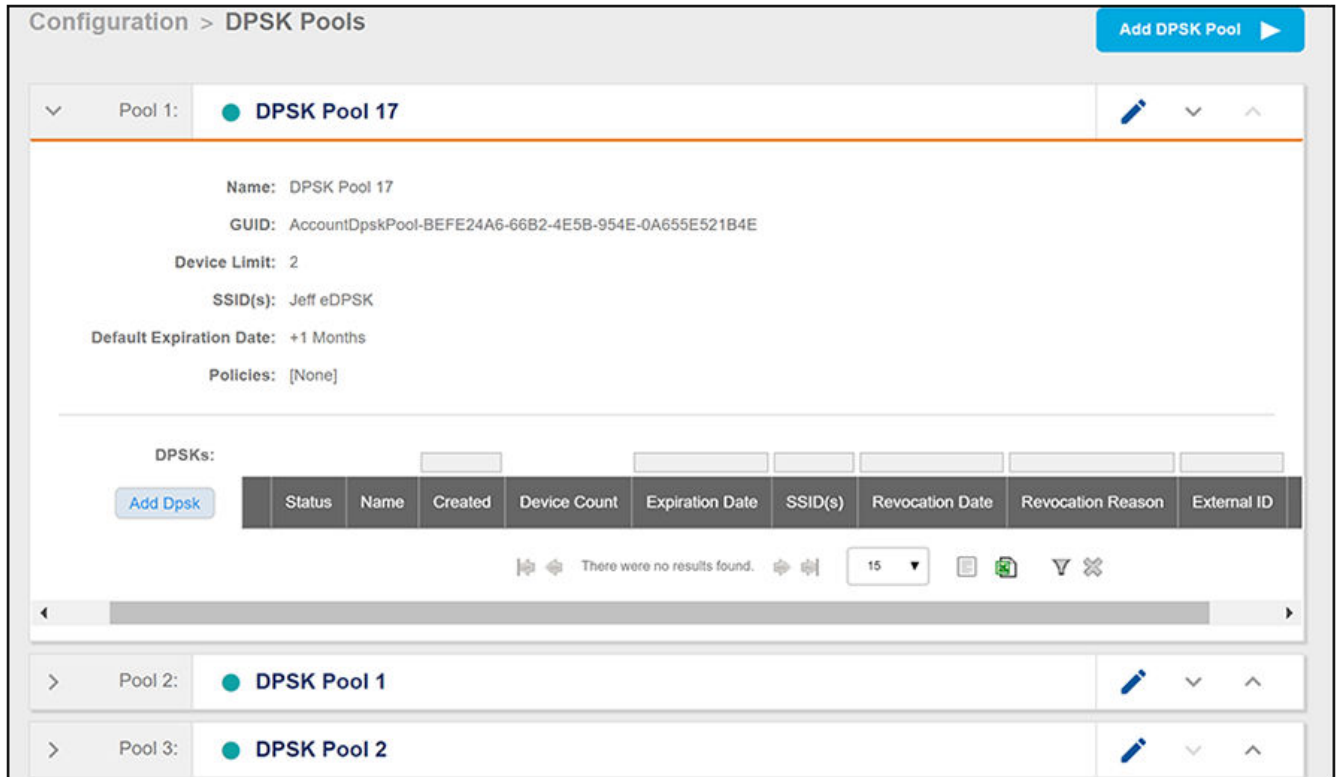 Configuration > DPSK Pools
Add DPSK Pool
Pool 1: DPSK Pool 17
Name: DPSK Pool 17
GUID: AccountDpskPool-BEFE24A6-66B2-4E5B-954E-0A655E521B4E
Device Limit: 2
SSID(s): Jeff eDPSK
Default Expiration Date: +1 Months
Policies: [None]
DPSKs:
Add Dpsk Status Name Created Device Count Expiration Date SSID(s) Revocation Date Revocation Reason External ID
There were no results found. 15
Pool 2: DPSK Pool 1
Pool 3: DPSK Pool 2